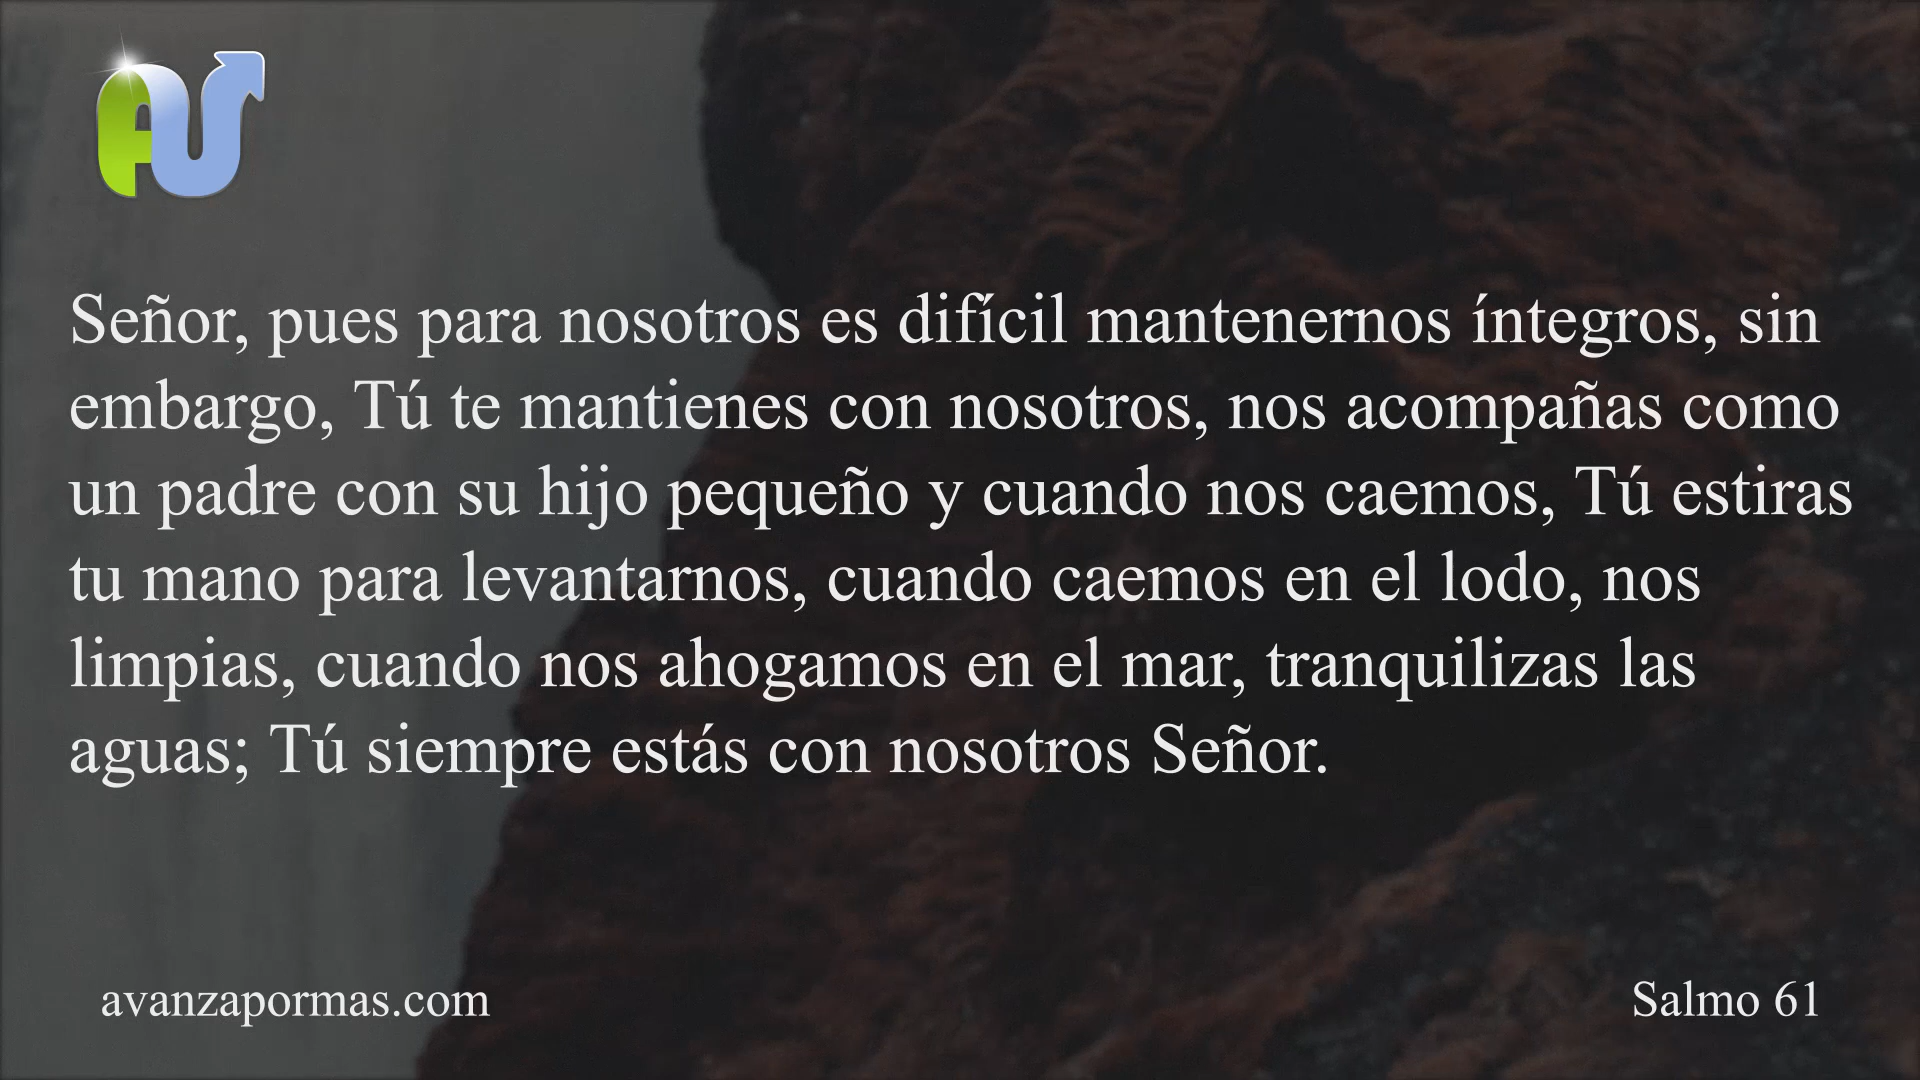 Señor, pues para nosotros es difícil mantenernos íntegros, sin
embargo, Tú te mantienes con nosotros, nos acompañas como
un padre con su hijo pequeño y cuando nos caemos, Tú estiras
tu mano para levantarnos, cuando caemos en el lodo, nos
limpias, cuando nos ahogamos en el mar, tranquilizas las
aguas; Tú siempre estás con nosotros Señor.
avanzapormas.com
Salmo 61